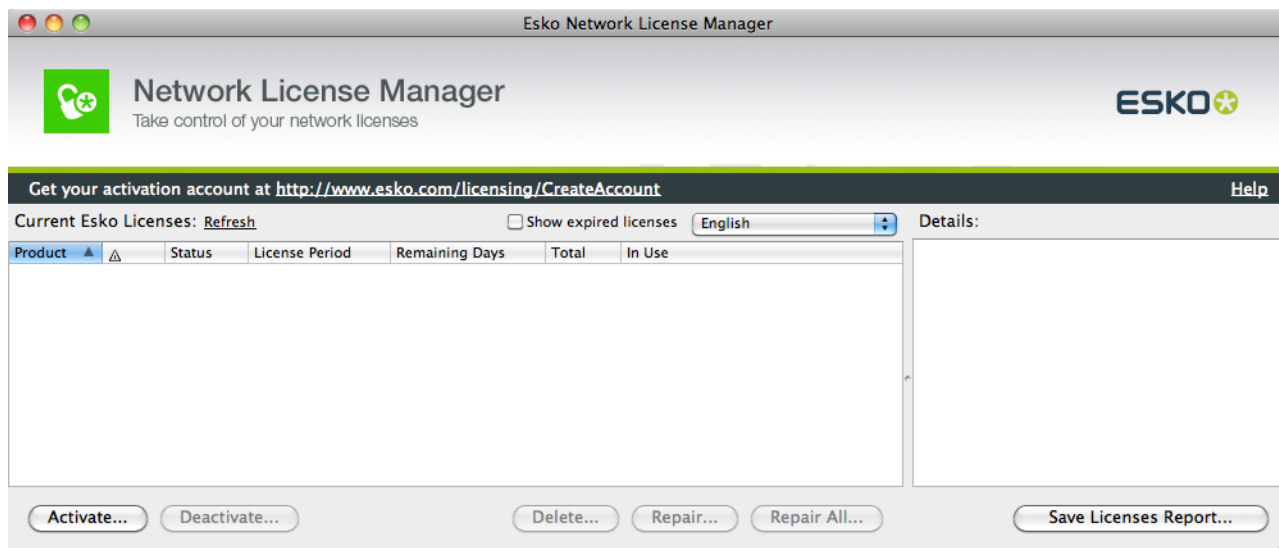 Esko Network License Manager
Network License Manager
Take control of your network licenses
ESKO
Get your activation account at http://www.esko.com/licensing/CreateAccount
Help
Current Esko Licenses: Refresh
Show expired licenses
English
Details:
Product
Status
License Period
Remaining Days
Total
In Use
Activate...
Deactivate...
Delete...
Repair...
Repair All...
Save Licenses Report...